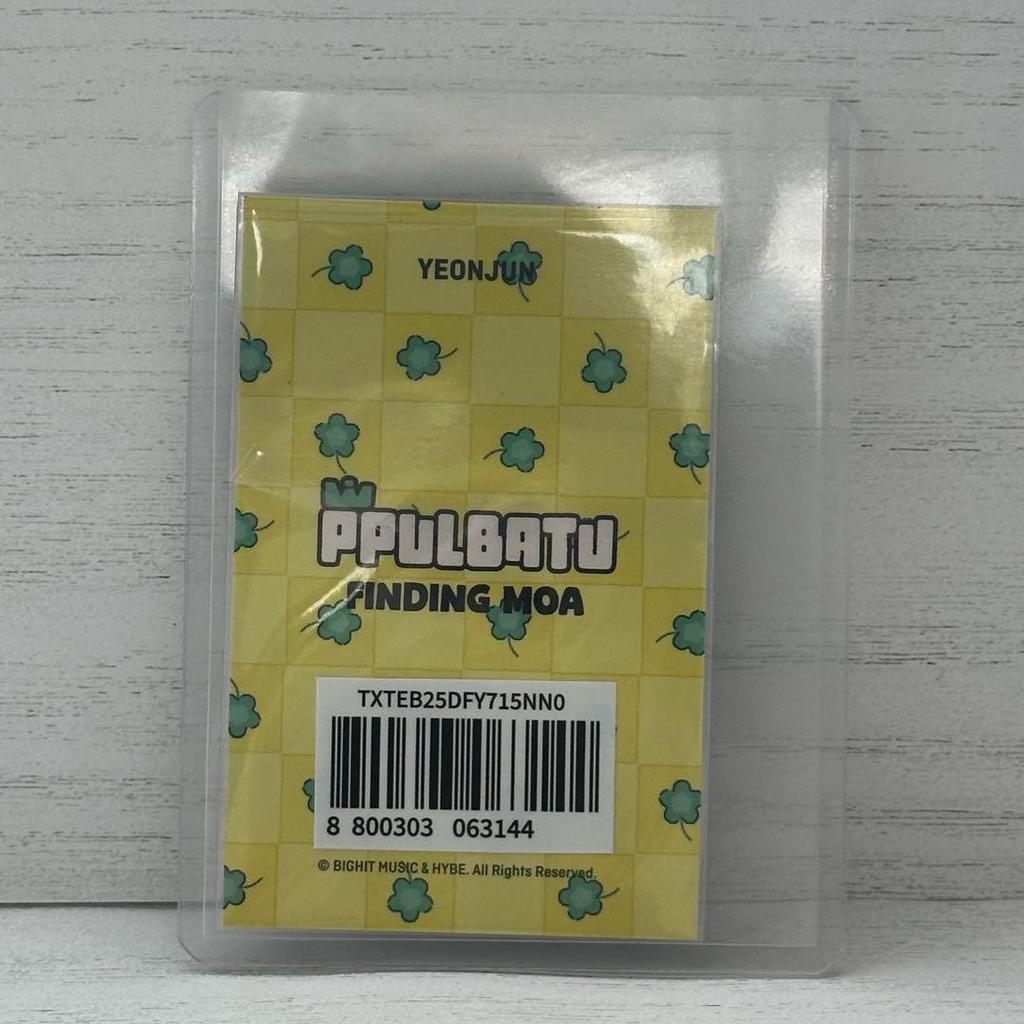 YEONJUN
PPULBATU
FINDING MOA
TXTEB25DFY715NN0
8 800303 063144
© BIGHIT MUSIC & HYBE. All Rights Reserved.